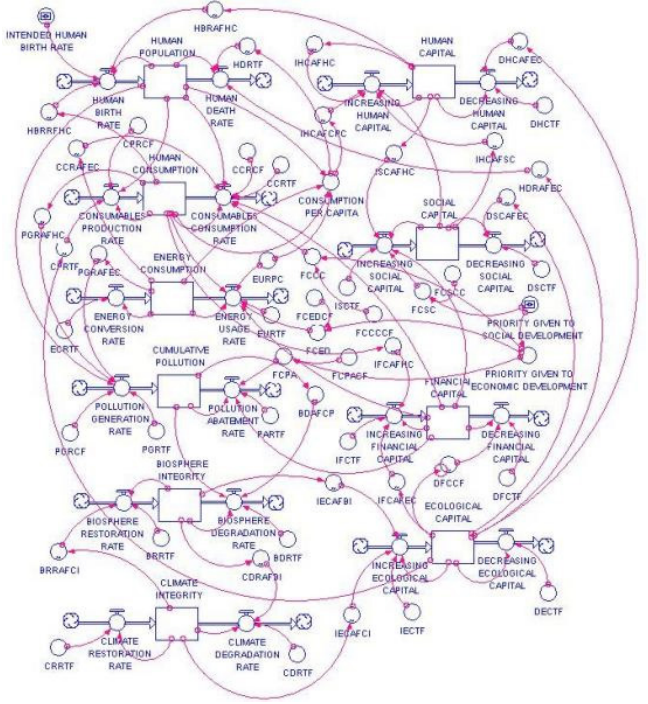 HBRAFHC
INTENDED HUMAN
BIRTH RATE
HUMAN
POPULATION
HDRTF
IHCAFHC
HUMAN
CAPITAL
DHCAFEC
HUMAN
BIRTH
RATE
HUMAN
DEATH
RATE
INCREASING
HUMAN
CAPITAL
DECREASING
HUMAN
CAPITAL
DHCTF
HBRRFHC
CPRCF
IHCAFCPC
CCRAFEC
HUMAN
CONSUMPTION
CCRCF
CCRTF
ISCAFHC
IHCAFSC
HDRAFEC
CONSUMABLES
PRODUCTION
RATE
CONSUMABLES
CONSUMPTION
RATE
CONSUMPTION
PER CAPITA
SOCIAL
CAPITAL
DSCAFEC
PGRAFHC
CPRTF
PGRAFEC
ENERGY
CONSUMPTION
EURPC
FCCC
INCREASING
SOCIAL
CAPITAL
DECREASING
SOCIAL
CAPITAL
ISCTF
FCSCC
FCSC
DSCTF
ECRTF
ENERGY
CONVERSION
RATE
ENERGY
USAGE
RATE
EURTF
FCEDCF
FCCCCF
FCED
PRIORITY GIVEN TO
SOCIAL DEVELOPMENT
CUMULATIVE
POLLUTION
FCPA
FCPACF
IFCAFHC
PRIORITY GIVEN TO
ECONOMIC DEVELOPMENT
FINANCIAL
CAPITAL
POLLUTION
GENERATION
RATE
POLLUTION
ABATEMENT
RATE
BDAFCP
PGRCF
PGRTF
PARTF
IFCTF
INCREASING
FINANCIAL
CAPITAL
DECREASING
FINANCIAL
CAPITAL
BIOSPHERE
INTEGRITY
IECAFBI
IFCAFEC
DFCCF
DFCTF
ECOLOGICAL
CAPITAL
BIOSPHERE
RESTORATION
RATE
BIOSPHERE
DEGRADATION
RATE
BRRAFCI
BRRTF
BDRTF
CDRAFBI
INCREASING
ECOLOGICAL
CAPITAL
DECREASING
ECOLOGICAL
CAPITAL
CLIMATE
INTEGRITY
IECAFCI
IECTF
DECTF
CRRTF
CLIMATE
RESTORATION
RATE
CLIMATE
DEGRADATION
RATE
CDRTF